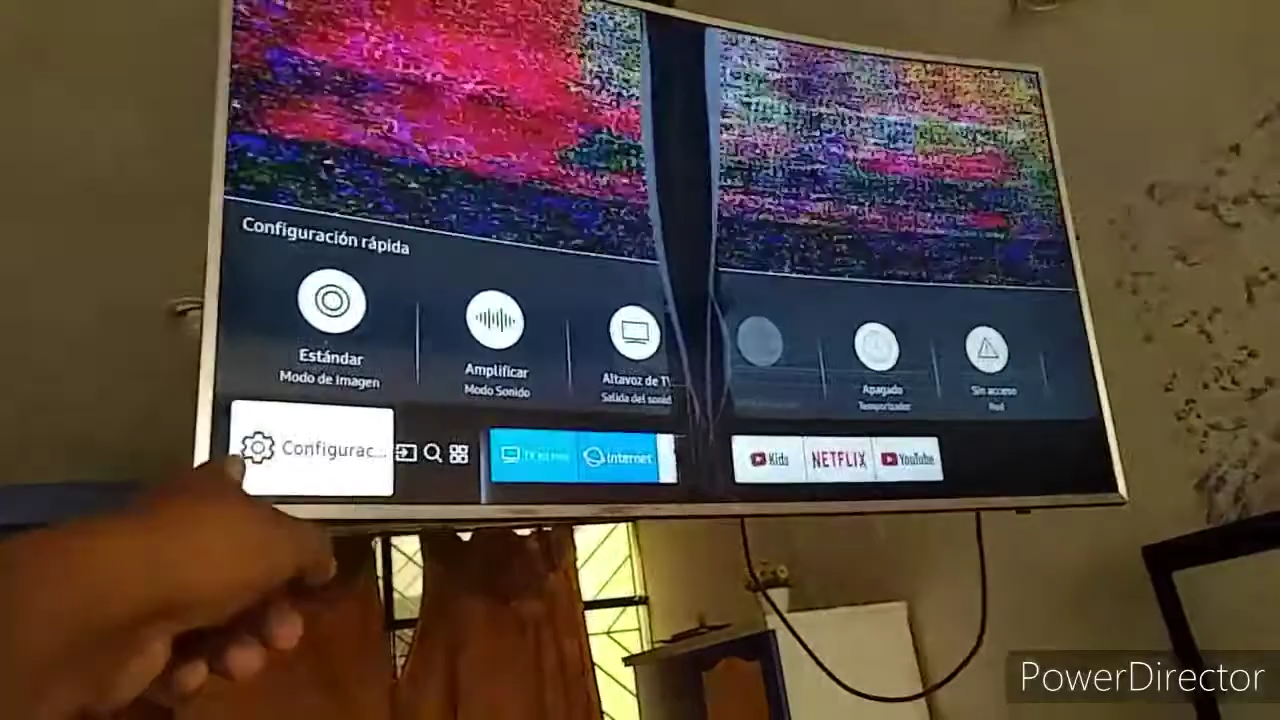 Configuración rápida
Estándar
Modo de Imagen
Amplificar
Modo Sonido
Altavoz de TV
Salida del sonid
Apagado
Temporizador
Sin acceso
Red
Configurac...
Internet
Kids
NETFLIX
YouTube
PowerDirector